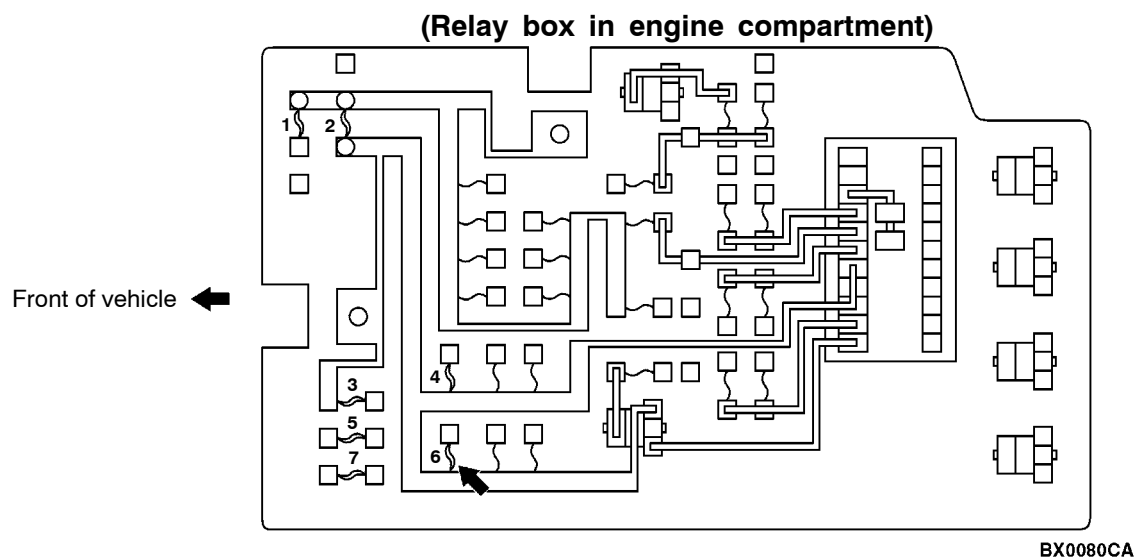 (Relay box in engine compartment)
1
2
Front of vehicle
4
3
5
6
7
BX0080CA